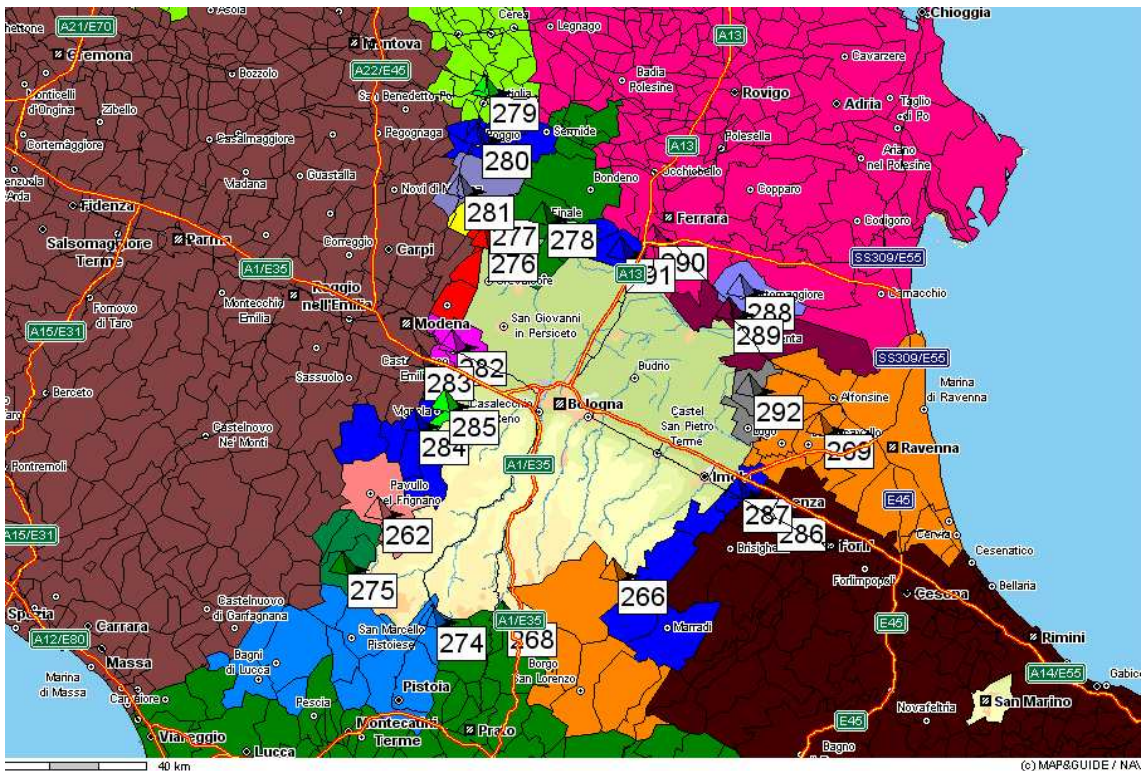 A21/E70
Asola
Cerea
Legnago
A13
Chioggia
Cremona
Mantova
Cavarzere
Bozzolo
A22/E45
Badia
Polesine
Rovigo
Monticelli
d'Ongina
Zibello
San Benedetto Po
279
Adria
Taglio
di Po
Cortemaggiore
Casalmaggiore
Pegognaga
Sermide
Polesella
280
A13
Ariano
nel Polesine
Viadana
Guastalla
Bondeno
Occhiobello
Copparo
Fidenza
281
Finale
Ferrara
Codigoro
Salsomaggiore
Terme
Parma
Correggio
Carpi
277
278
276
290
SS309/E55
A1/E35
A13
91
Reggio
nell'Emilia
Comacchio
Fornovo
di Taro
Montecchio
Emilia
San Giovanni
in Persiceto
288
A15/E31
Modena
289
282
Budrio
SS309/E55
Berceto
Sassuolo
283
Marina
di Ravenna
Vignola
285
Casalecchio
Bologna
292
Alfonsine
Castelnovo
Ne' Monti
284
Castel
San Pietro
Terme
269
Ravenna
Pontremoli
A1/E35
Pavullo
nel Frignano
E45
262
287
286
A15/E31
Brisighella
Forlì
Cervia
Cesenatico
275
266
Forlimpopoli
Bellaria
Cesena
Castelnuovo
di Garfagnana
A1/E35
Spezia
A12/E80
Carrara
San Marcello
Pistoiese
274
268
Marradi
E45
Rimini
Massa
Bagni
di Lucca
Borgo
San Lorenzo
A14/E55
Marina
di Massa
Pistoia
San Marino
Pescia
Novafeltria
Viareggio
Montecatini
Terme
Prato
E45
Lucca
Bagno
40 km
(c) MAP&GUIDE / NAV